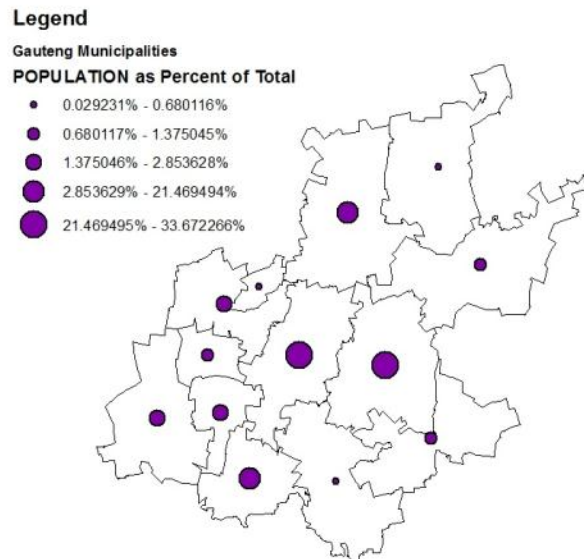 Legend
Gauteng Municipalities
POPULATION as Percent of Total
0.029231% - 0.680116%
0.680117% - 1.375045%
1.375046% - 2.853628%
2.853629% - 21.469494%
21.469495% - 33.672266%